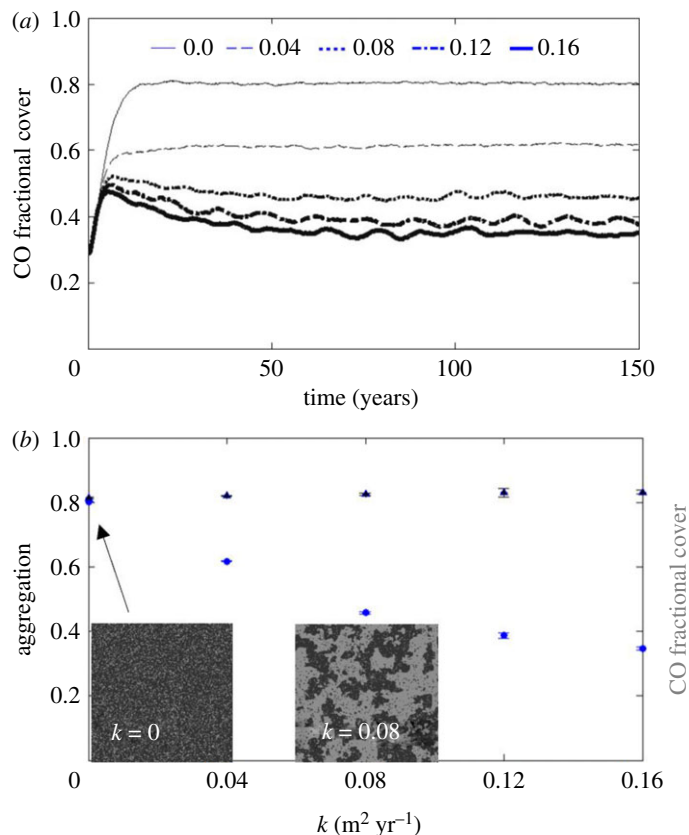 (a)
1.0
0.0 0.04 0.08 0.12 0.16
0.8
0.6
0.4
0.2
CO fractional cover
0 50 100 150
time (years)
(b)
1.0
0.8
0.6
0.4
0.2
aggregation
CO fractional cover
k = 0
k = 0.08
0 0.04 0.08 0.12 0.16
k (m² yr⁻¹)